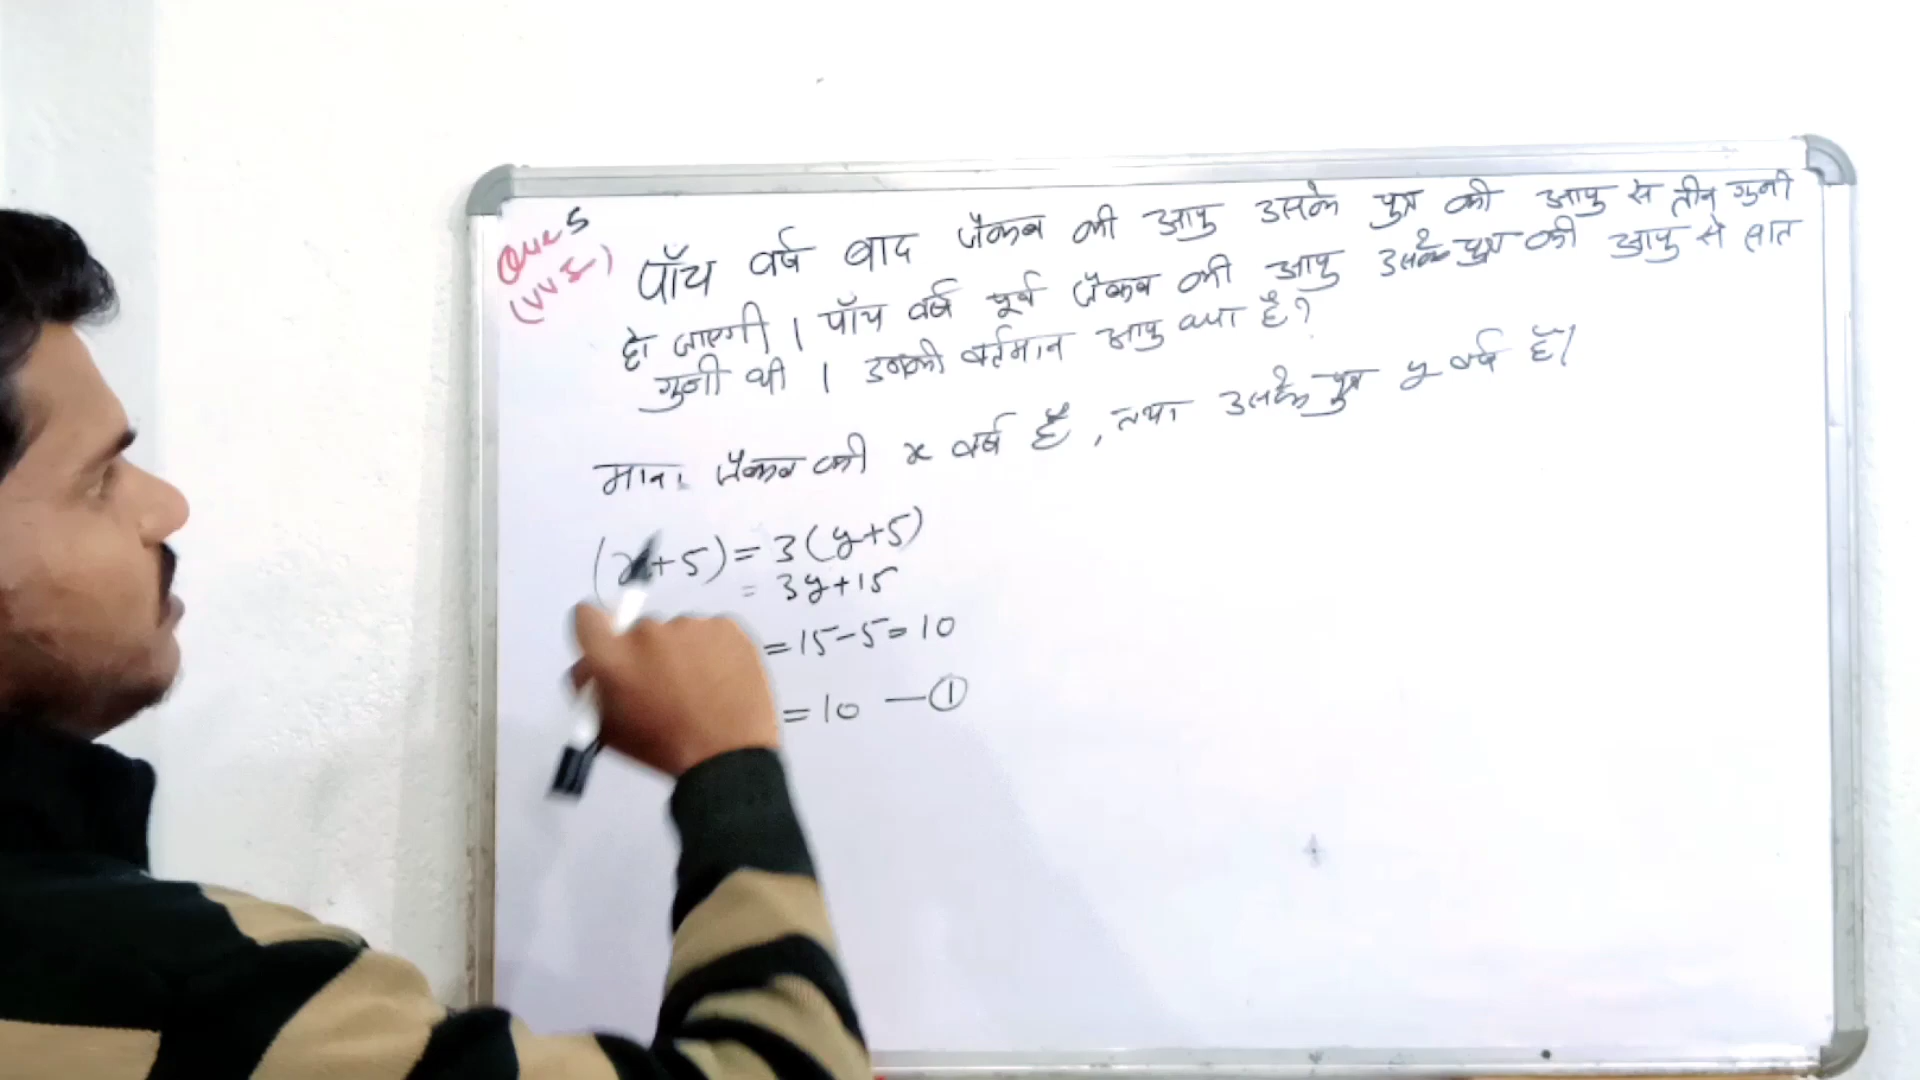 Que 5
(VVI)
पाँच वर्ष बाद जैकब की आयु उसके पुत्र की आयु से तीन गुनी
हो जाएगी । पाँच वर्ष पूर्व जैकब की आयु उसके पुत्र की आयु से सात
गुनी थी । उनकी वर्तमान आयु क्या है ?
माना जैकब की x वर्ष है , तथा उसके पुत्र y वर्ष है।
(x+5) = 3(y+5)
= 3y+15
= 15-5 = 10
= 10 — ①